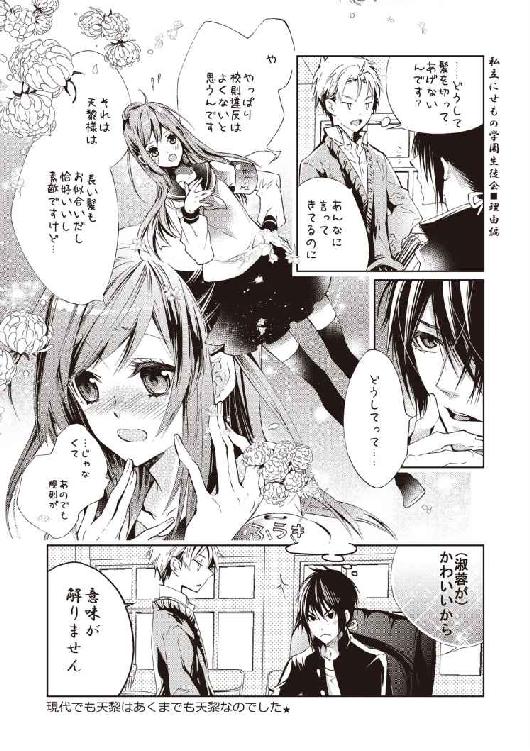 私立にせもの学園生徒会■理由編
……どうして
髪を切って
あげない
んです?
あんなに
言って
きてるのに
どうしてって…
や
やっぱり
校則違反は
よくないと
思うんです
それは
天黎様は
長い髪も
お似合いだし
恰好いいし
素敵ですけど…
…じゃな
くて
あのでも
規則が
ふうき
(淑蓉が)
かわいいから
意味が
解りません
現代でも天黎はあくまでも天黎なのでした★